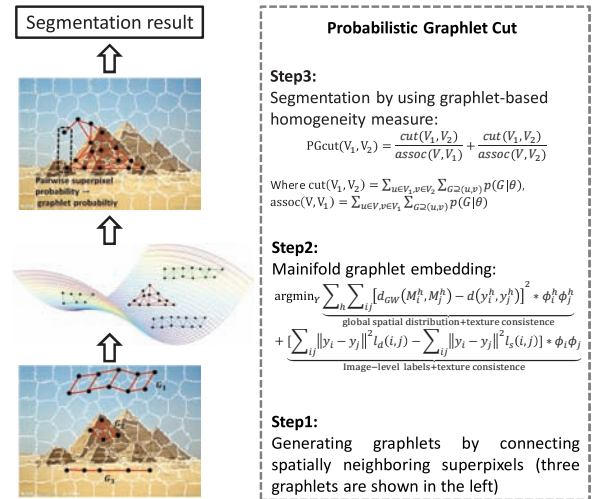 Segmentation result
Pairwise superpixel
probability —
graphlet probabiltiy
G₁
G₂
G₃
Probabilistic Graphlet Cut
Step3:
Segmentation by using graphlet-based
homogeneity measure:
PGcut(V₁, V₂) = cut(V₁, V₂)/assoc(V,V₁) + cut(V₁, V₂)/assoc(V,V₂)
Where cut(V₁, V₂) = ∑u∈V₁,v∈V₂ ∑G⊇(u,v) p(G|θ),
assoc(V, V₁) = ∑u∈V,v∈V₁ ∑G⊇(u,v) p(G|θ)
Step2:
Mainifold graphlet embedding:
argminY ∑h ∑ij [dGW(Mᵢʰ, Mⱼʰ) − d(yᵢʰ, yⱼʰ)]² * ϕᵢʰϕⱼʰ
global spatial distribution+texture consistence
+ [∑ij ‖yᵢ − yⱼ‖² l_d(i, j) − ∑ij ‖yᵢ − yⱼ‖² l_s(i, j)] * ϕᵢϕⱼ
Image−level labels+texture consistence
Step1:
Generating graphlets by connecting
spatially neighboring superpixels (three
graphlets are shown in the left)